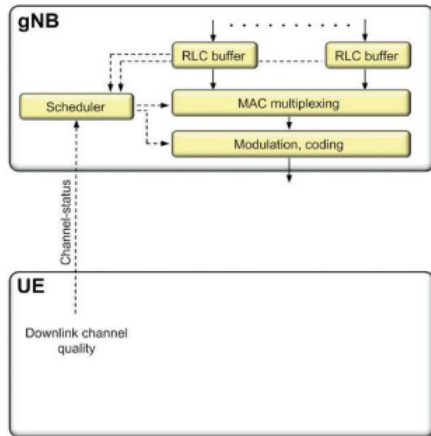 gNB
RLC buffer
RLC buffer
Scheduler
MAC multiplexing
Modulation, coding
Channel-status
UE
Downlink channel
quality